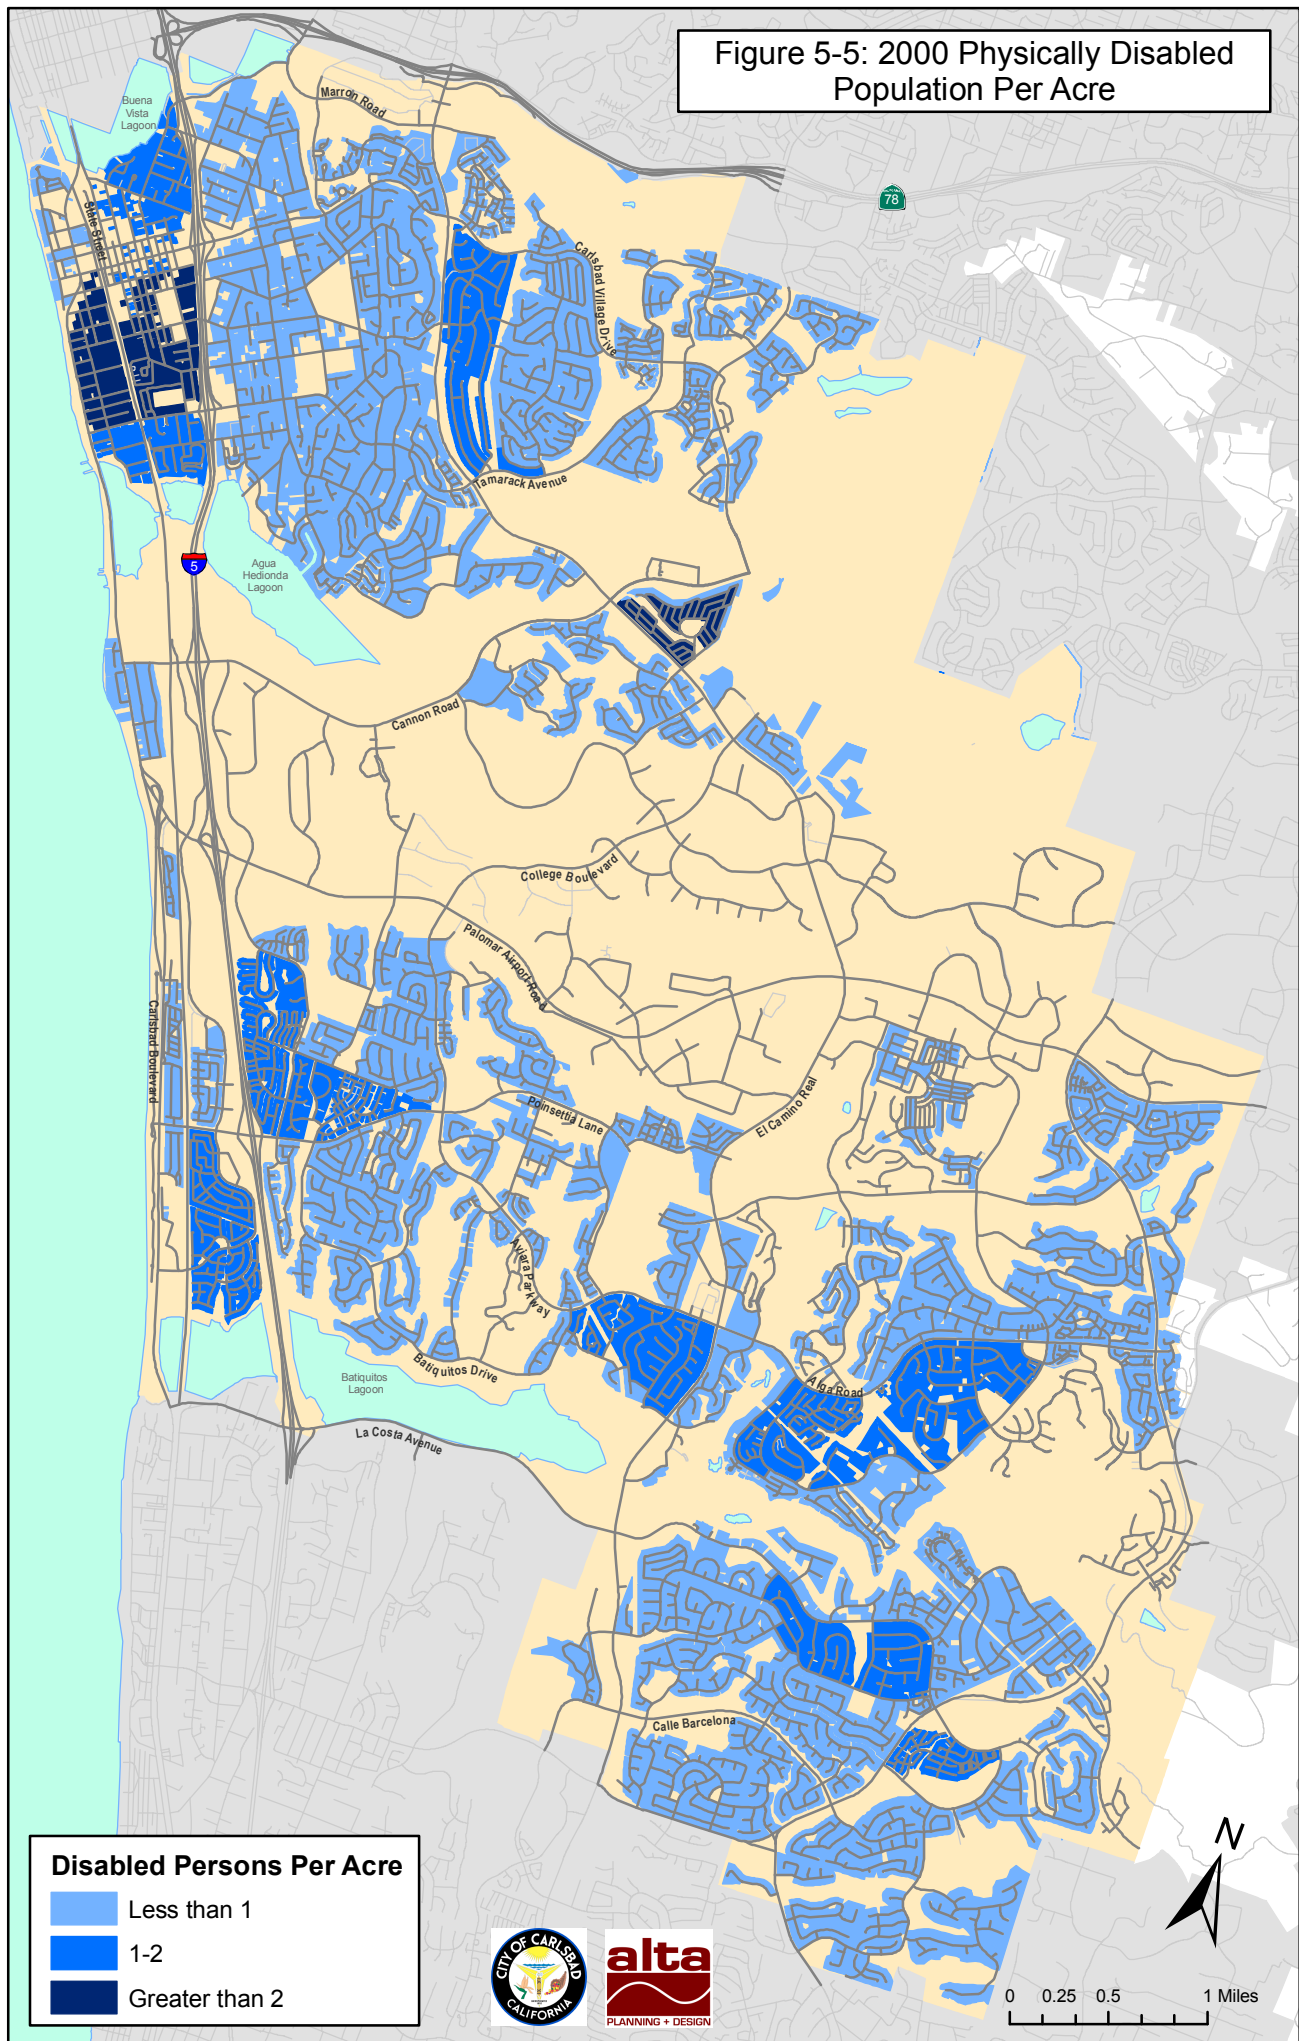 Figure 5-5: 2000 Physically Disabled
Population Per Acre
Buena
Vista
Lagoon
Marron Road
78
State Street
Carlsbad Village Drive
Tamarack Avenue
5
Agua
Hedionda
Lagoon
Cannon Road
College Boulevard
Palomar Airport Road
Carlsbad Boulevard
El Camino Real
Poinsettia Lane
Aviara Parkway
Batiquitos Drive
Batiquitos
Lagoon
Alga Road
La Costa Avenue
Calle Barcelona
N
Disabled Persons Per Acre
Less than 1
1-2
Greater than 2
CITY OF CARLSBAD
CALIFORNIA
alta
PLANNING + DESIGN
0 0.25 0.5 1 Miles